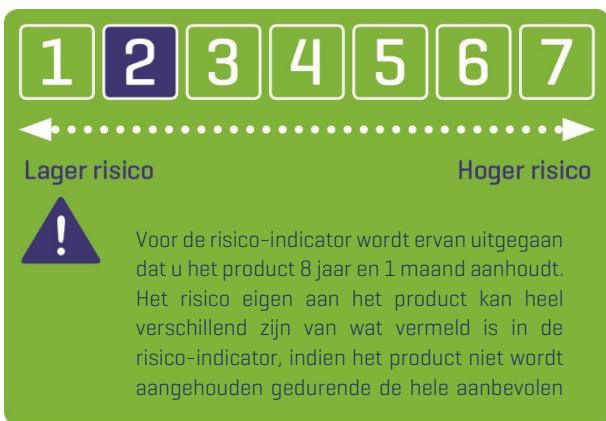 1 2 3 4 5 6 7
Lager risico Hoger risico
!
Voor de risico-indicator wordt ervan uitgegaan
dat u het product 8 jaar en 1 maand aanhoudt.
Het risico eigen aan het product kan heel
verschillend zijn van wat vermeld is in de
risico-indicator, indien het product niet wordt
aangehouden gedurende de hele aanbevolen